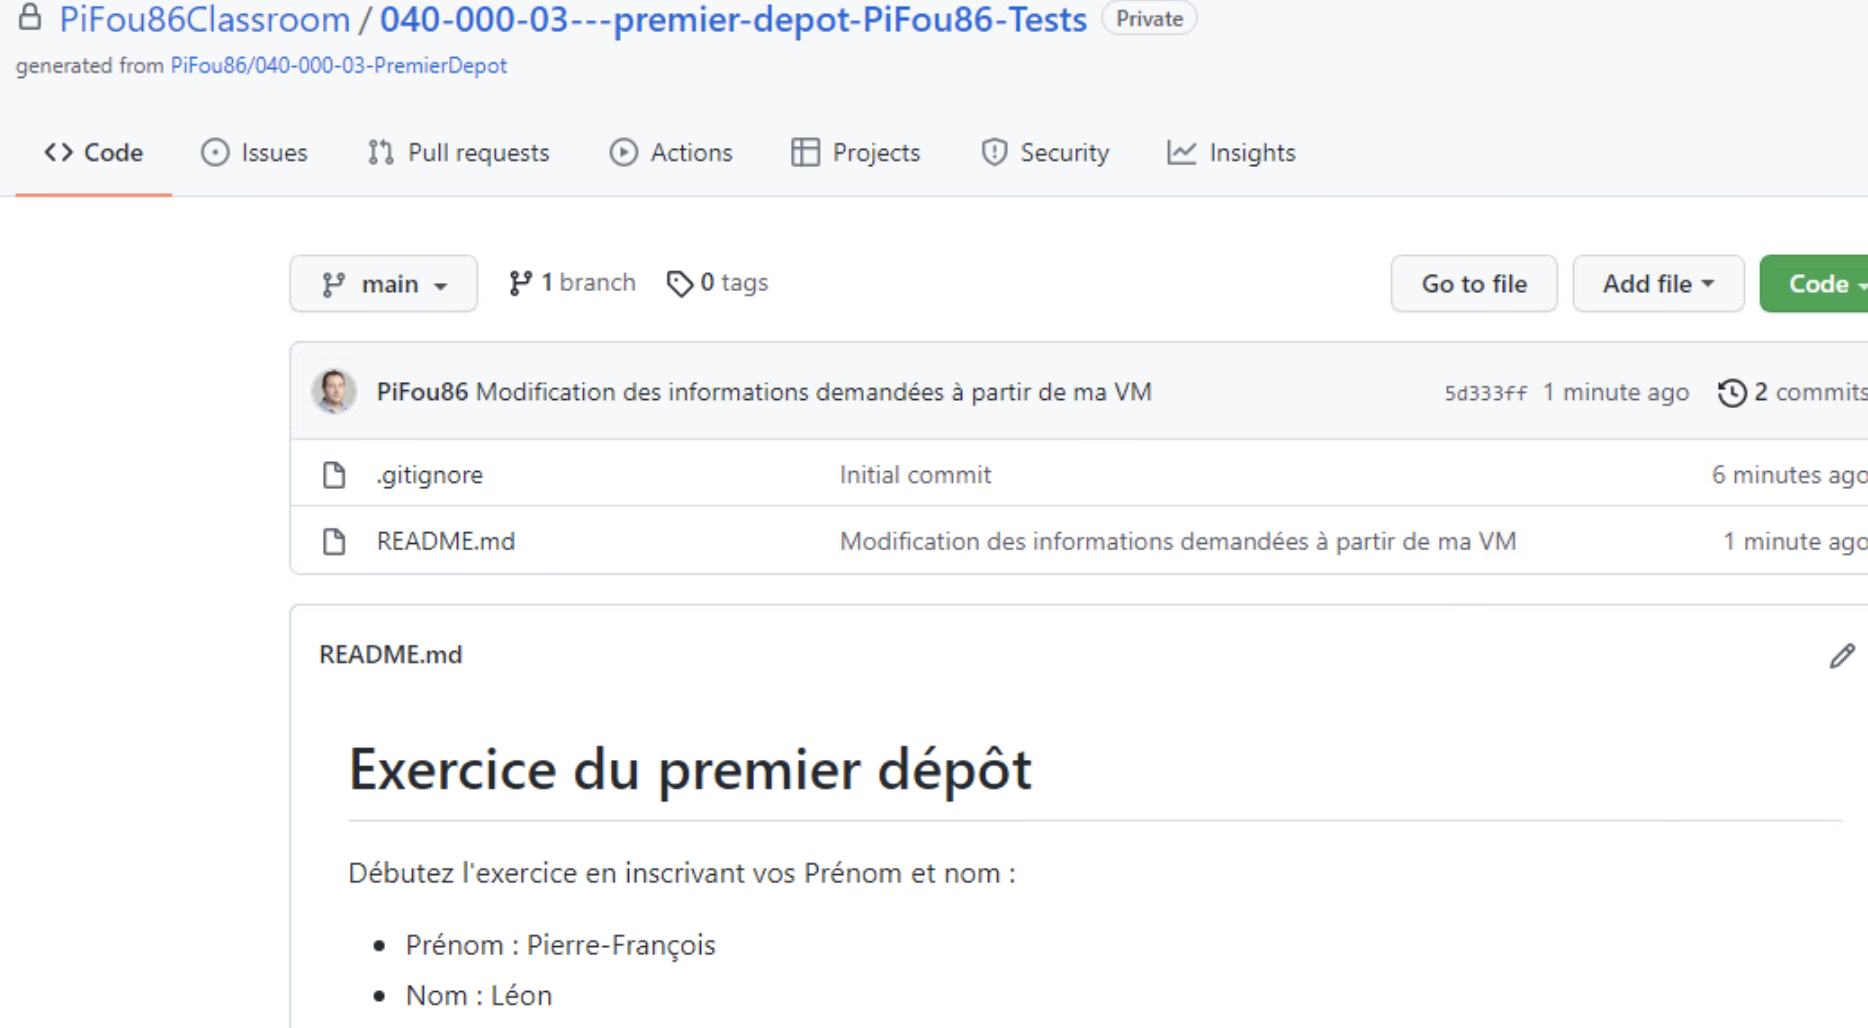 PiFou86Classroom / 040-000-03---premier-depot-PiFou86-Tests Private
generated from PiFou86/040-000-03-PremierDepot
Code Issues Pull requests Actions Projects Security Insights
main 1 branch 0 tags Go to file Add file Code
PiFou86 Modification des informations demandées à partir de ma VM 5d333ff 1 minute ago 2 commits
.gitignore Initial commit 6 minutes ago
README.md Modification des informations demandées à partir de ma VM 1 minute ago
README.md
Exercice du premier dépôt
Débutez l'exercice en inscrivant vos Prénom et nom :
• Prénom : Pierre-François
• Nom : Léon